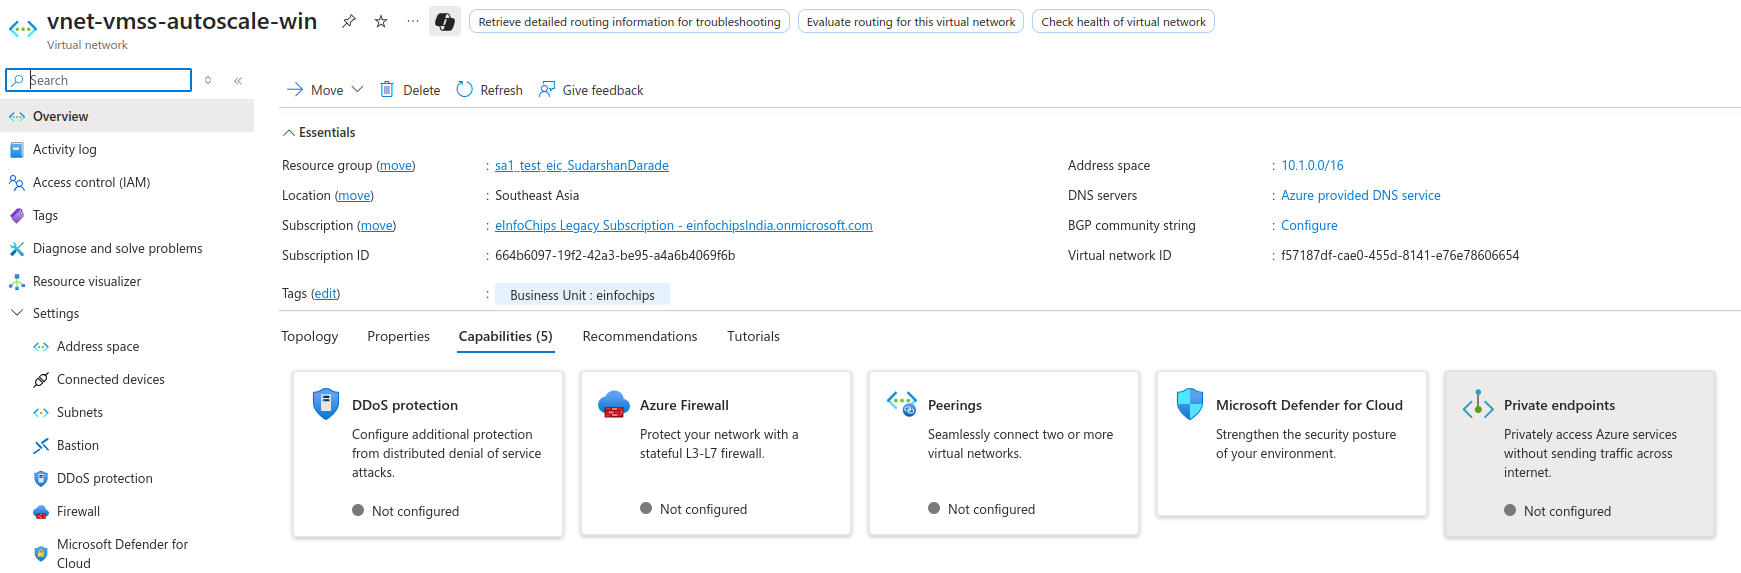 vnet-vmss-autoscale-win
Virtual network
Retrieve detailed routing information for troubleshooting
Evaluate routing for this virtual network
Check health of virtual network
Search
Overview
Activity log
Access control (IAM)
Tags
Diagnose and solve problems
Resource visualizer
Settings
Address space
Connected devices
Subnets
Bastion
DDoS protection
Firewall
Microsoft Defender for
Cloud
Move
Delete
Refresh
Give feedback
Essentials
Resource group (move) : sa1_test_eic_SudarshanDarade
Location (move) : Southeast Asia
Subscription (move) : eInfoChips Legacy Subscription - einfochipsIndia.onmicrosoft.com
Subscription ID : 664b6097-19f2-42a3-be95-a4a6b4069f6b
Tags (edit) : Business Unit : einfochips
Address space : 10.1.0.0/16
DNS servers : Azure provided DNS service
BGP community string : Configure
Virtual network ID : f57187df-cae0-455d-8141-e76e78606654
Topology
Properties
Capabilities (5)
Recommendations
Tutorials
DDoS protection
Configure additional protection
from distributed denial of service
attacks.
Not configured
Azure Firewall
Protect your network with a
stateful L3-L7 firewall.
Not configured
Peerings
Seamlessly connect two or more
virtual networks.
Not configured
Microsoft Defender for Cloud
Strengthen the security posture
of your environment.
Private endpoints
Privately access Azure services
without sending traffic across
internet.
Not configured